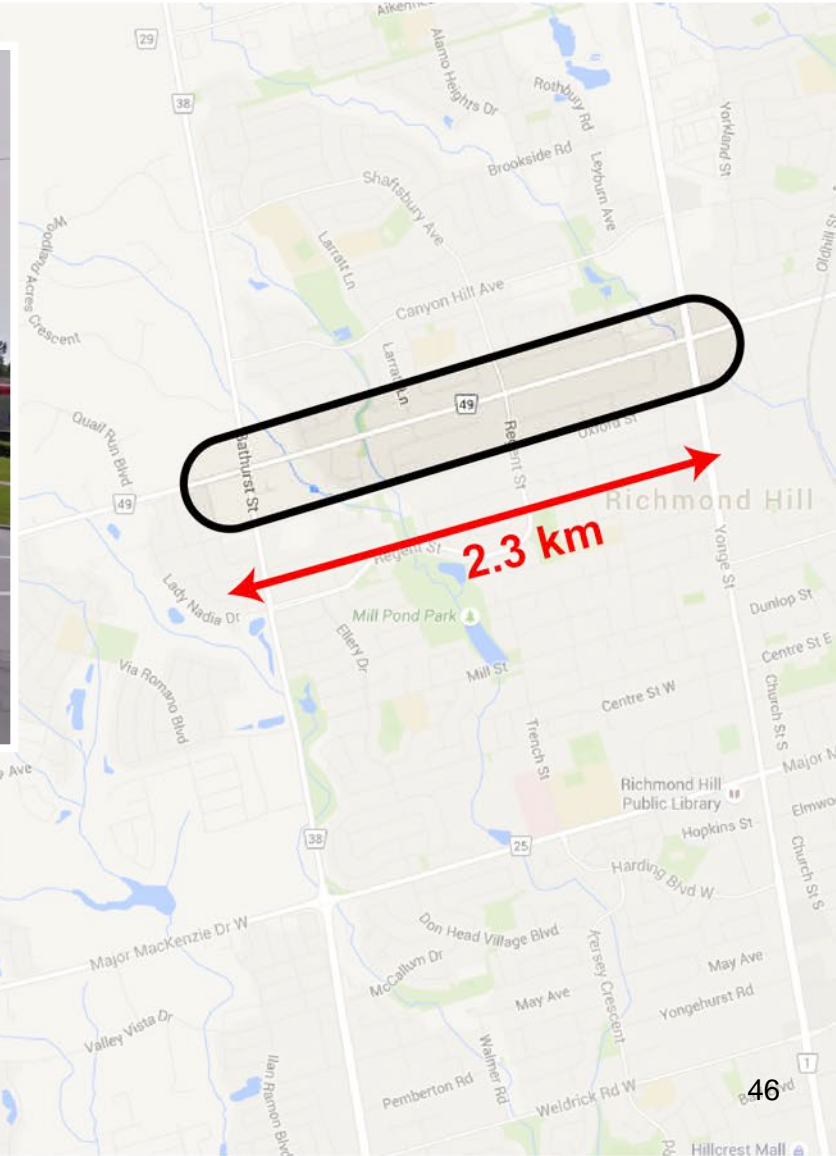 29
38
Alamo Heights Dr
Rothbury Rd
Yorkland St
Brookside Rd
Leyburn Ave
Shaftsbury Ave
Woodland Acres Crescent
Larratt Ln
Oldhill St
Canyon Hill Ave
Larratt Ln
49
Quail Run Blvd
Bathurst St
Regent St
Oxford St
49
Richmond Hill
2.3 km
Regent St
Yonge St
Lady Nadia Dr
Mill Pond Park
Dunlop St
Ellery Dr
Centre St E
Via Romano Blvd
Mill St
Centre St W
Church St S
Trench St
Ave
Major M
Richmond Hill
Public Library
38
25
Hopkins St
Elmwo
Harding Blvd W
Church St S
Major MacKenzie Dr W
Don Head Village Blvd
McCallum Dr
Kersey Crescent
May Ave
May Ave
Yongehurst Rd
Valley Vista Dr
1
Ilan Ramon Blvd
Pemberton Rd
Walmer Rd
Weldrick Rd W
46
Hillcrest Mall